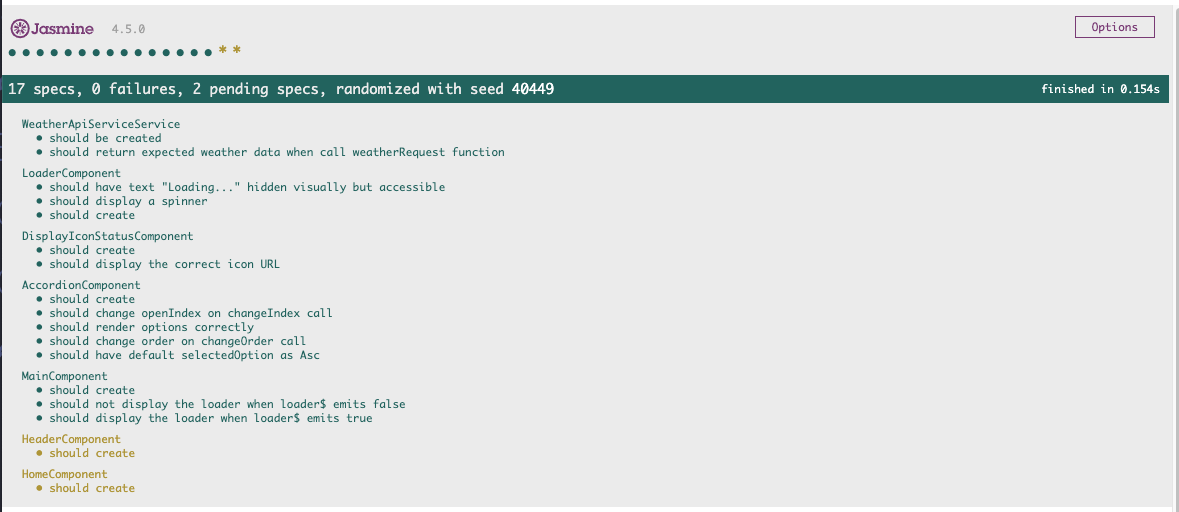 Jasmine 4.5.0 Options
• • • • • • • • • • • • • • • * *
17 specs, 0 failures, 2 pending specs, randomized with seed 40449 finished in 0.154s
WeatherApiServiceService
• should be created
• should return expected weather data when call weatherRequest function
LoaderComponent
• should have text "Loading..." hidden visually but accessible
• should display a spinner
• should create
DisplayIconStatusComponent
• should create
• should display the correct icon URL
AccordionComponent
• should create
• should change openIndex on changeIndex call
• should render options correctly
• should change order on changeOrder call
• should have default selectedOption as Asc
MainComponent
• should create
• should not display the loader when loader$ emits false
• should display the loader when loader$ emits true
HeaderComponent
• should create
HomeComponent
• should create